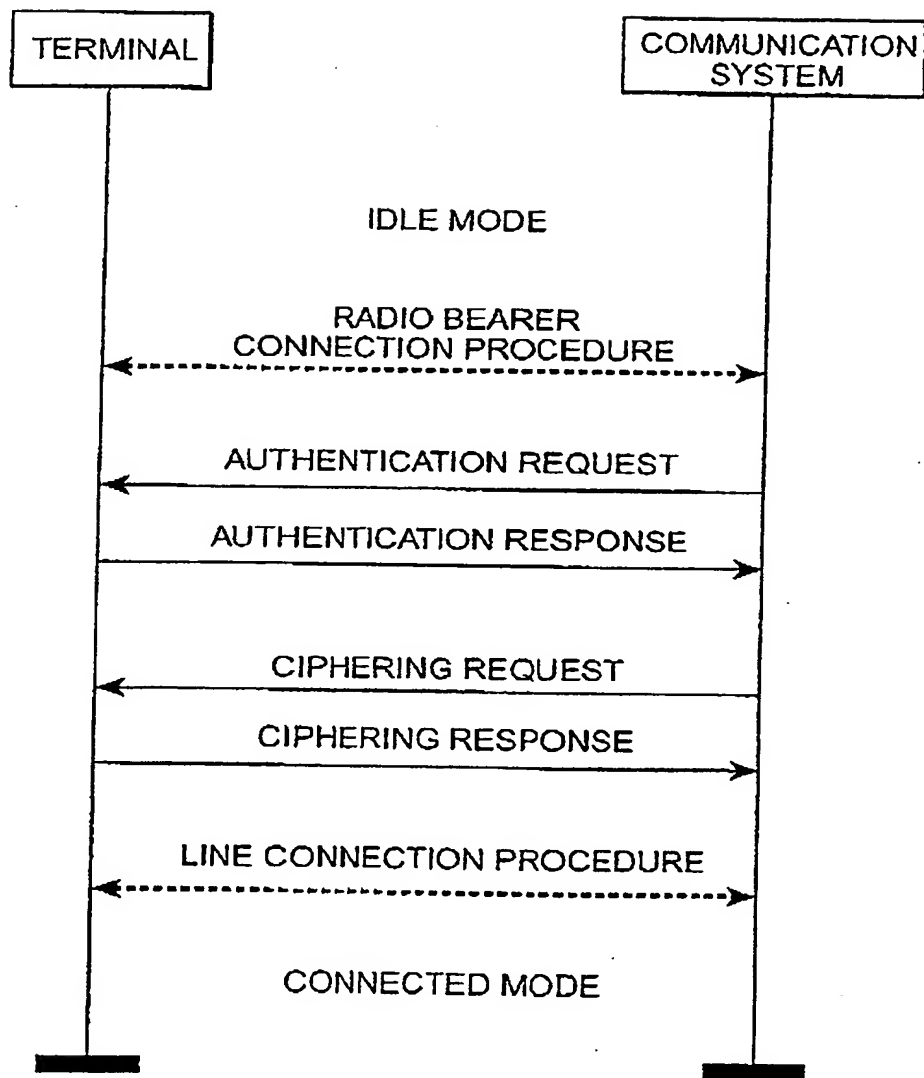 TERMINAL
COMMUNICATION
SYSTEM
IDLE MODE
RADIO BEARER
CONNECTION PROCEDURE
AUTHENTICATION REQUEST
AUTHENTICATION RESPONSE
CIPHERING REQUEST
CIPHERING RESPONSE
LINE CONNECTION PROCEDURE
CONNECTED MODE